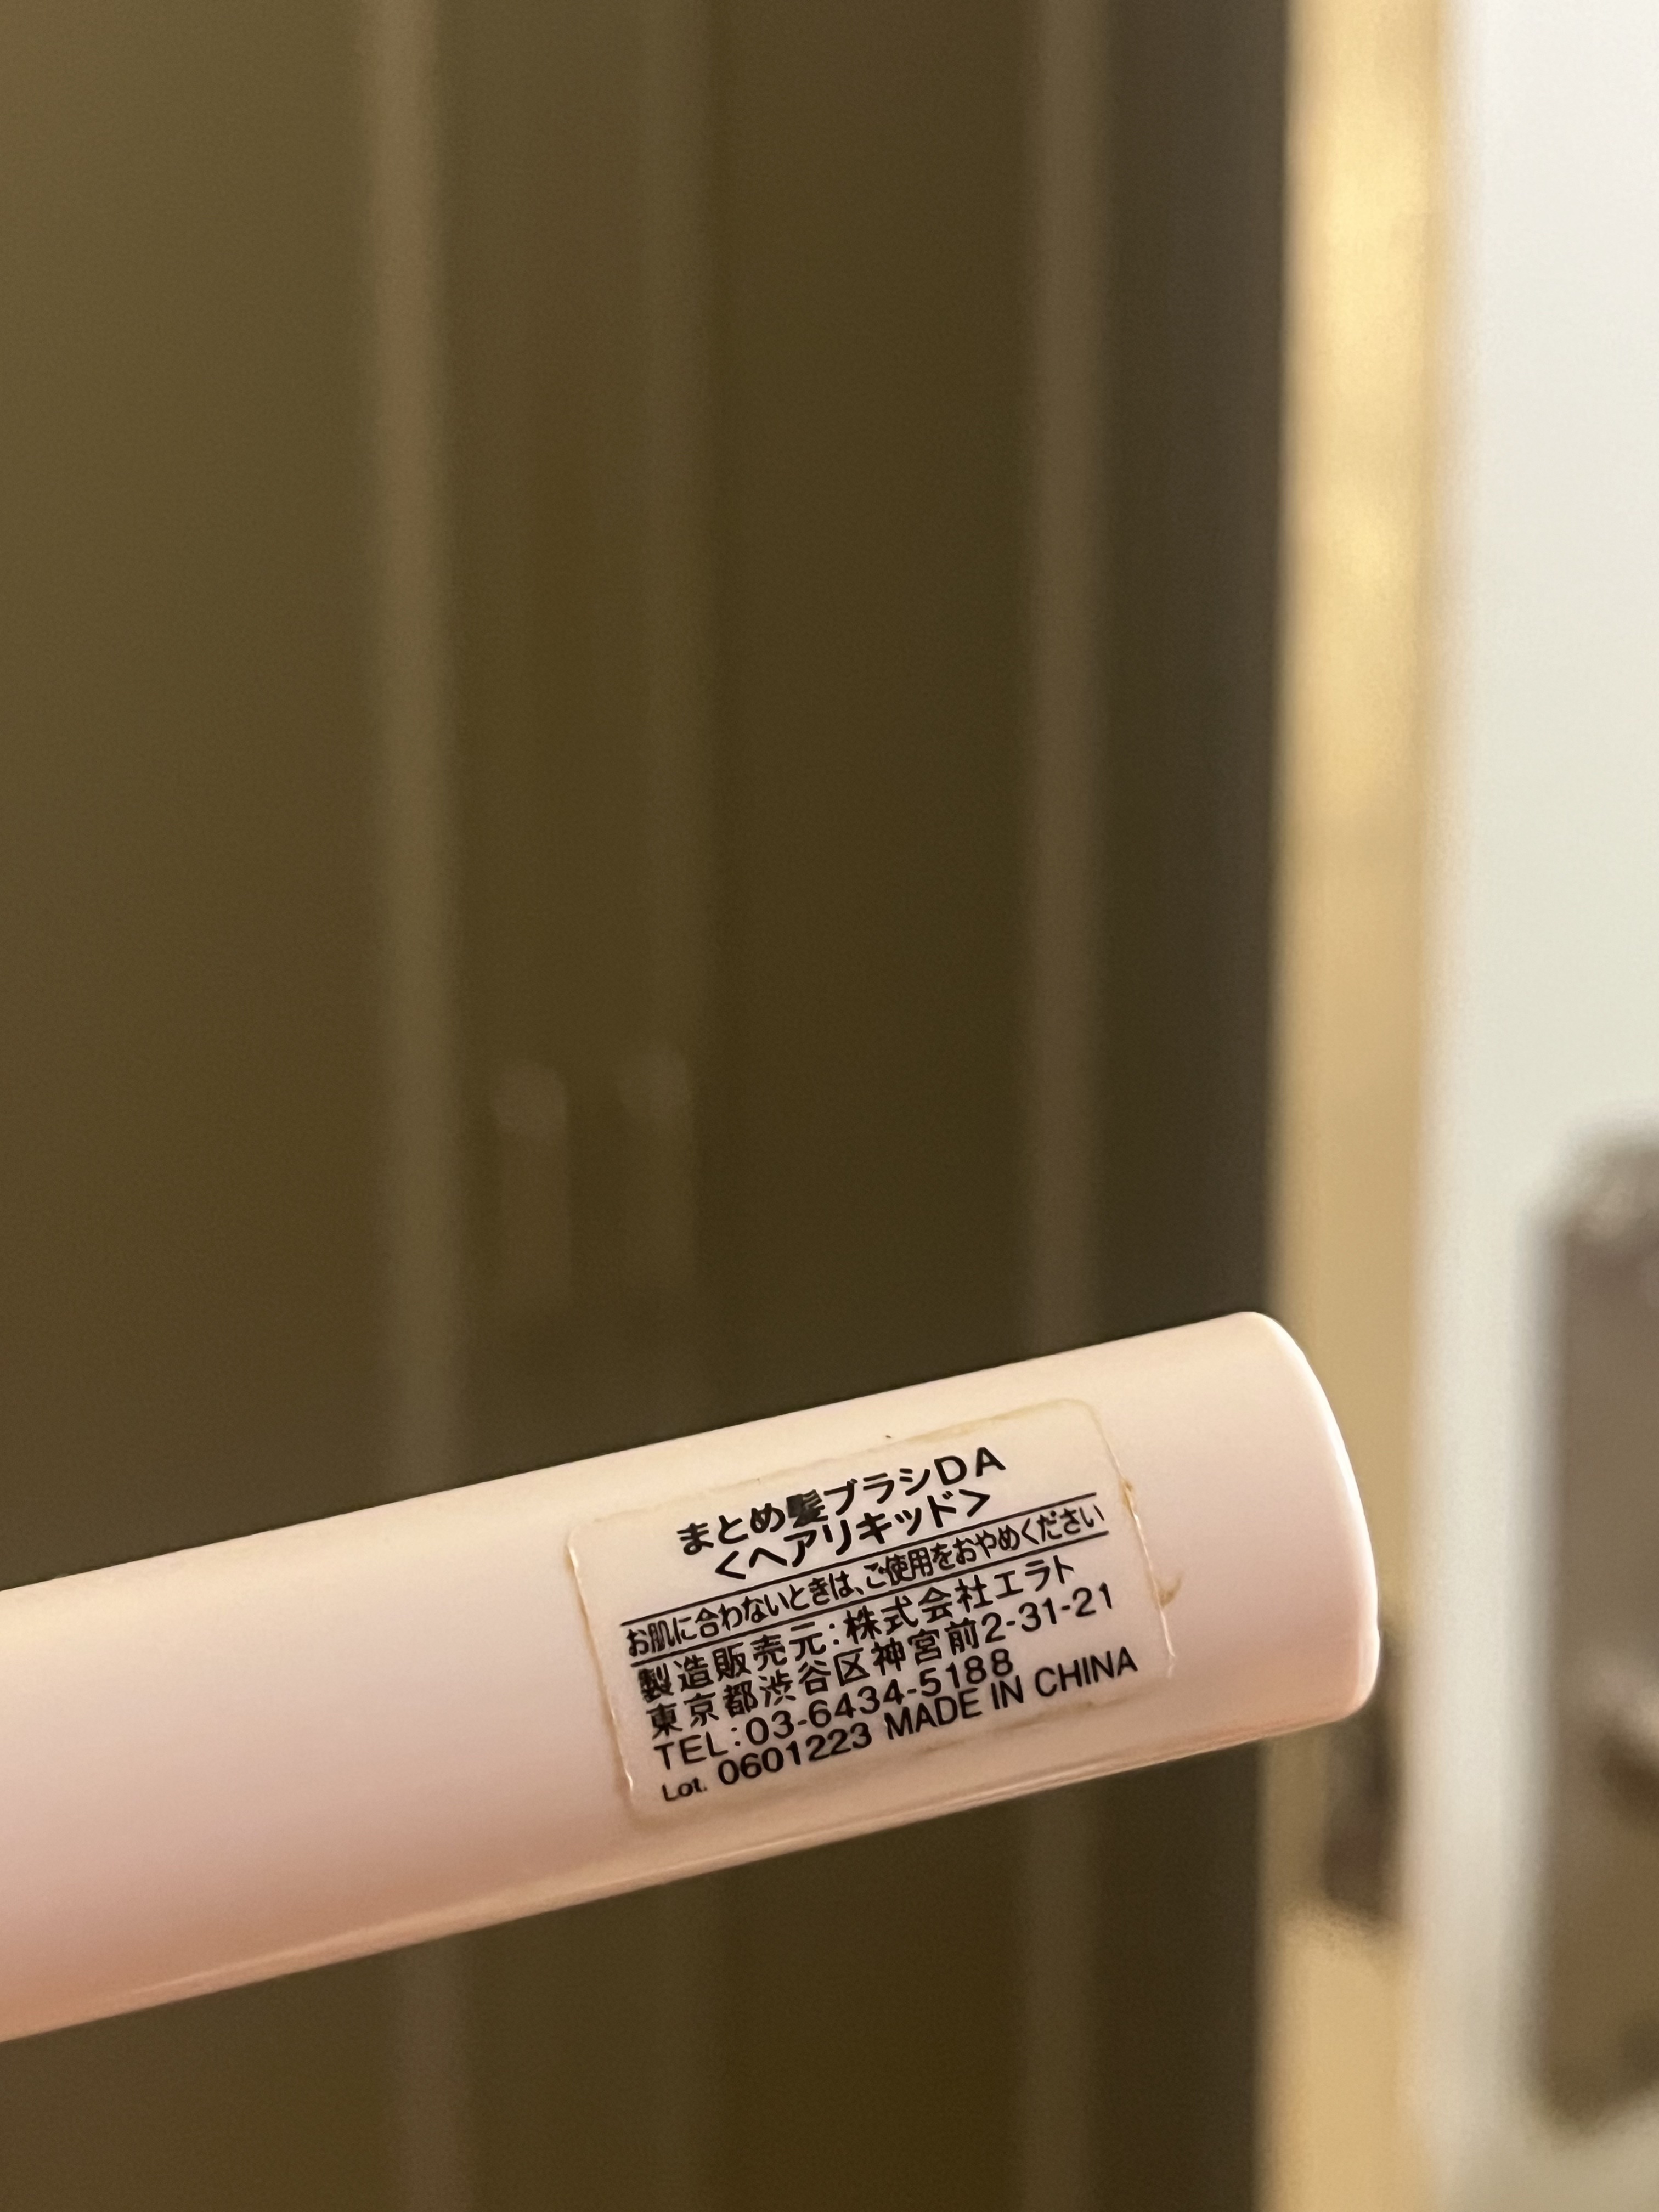 まとめ髪ブラシDA
<ヘアリキッド>
お肌に合わないときは、ご使用をおやめください
製造販売元:株式会社エラト
東京都渋谷区神宮前2-31-21
TEL:03-6434-5188
Lot. 0601223 MADE IN CHINA